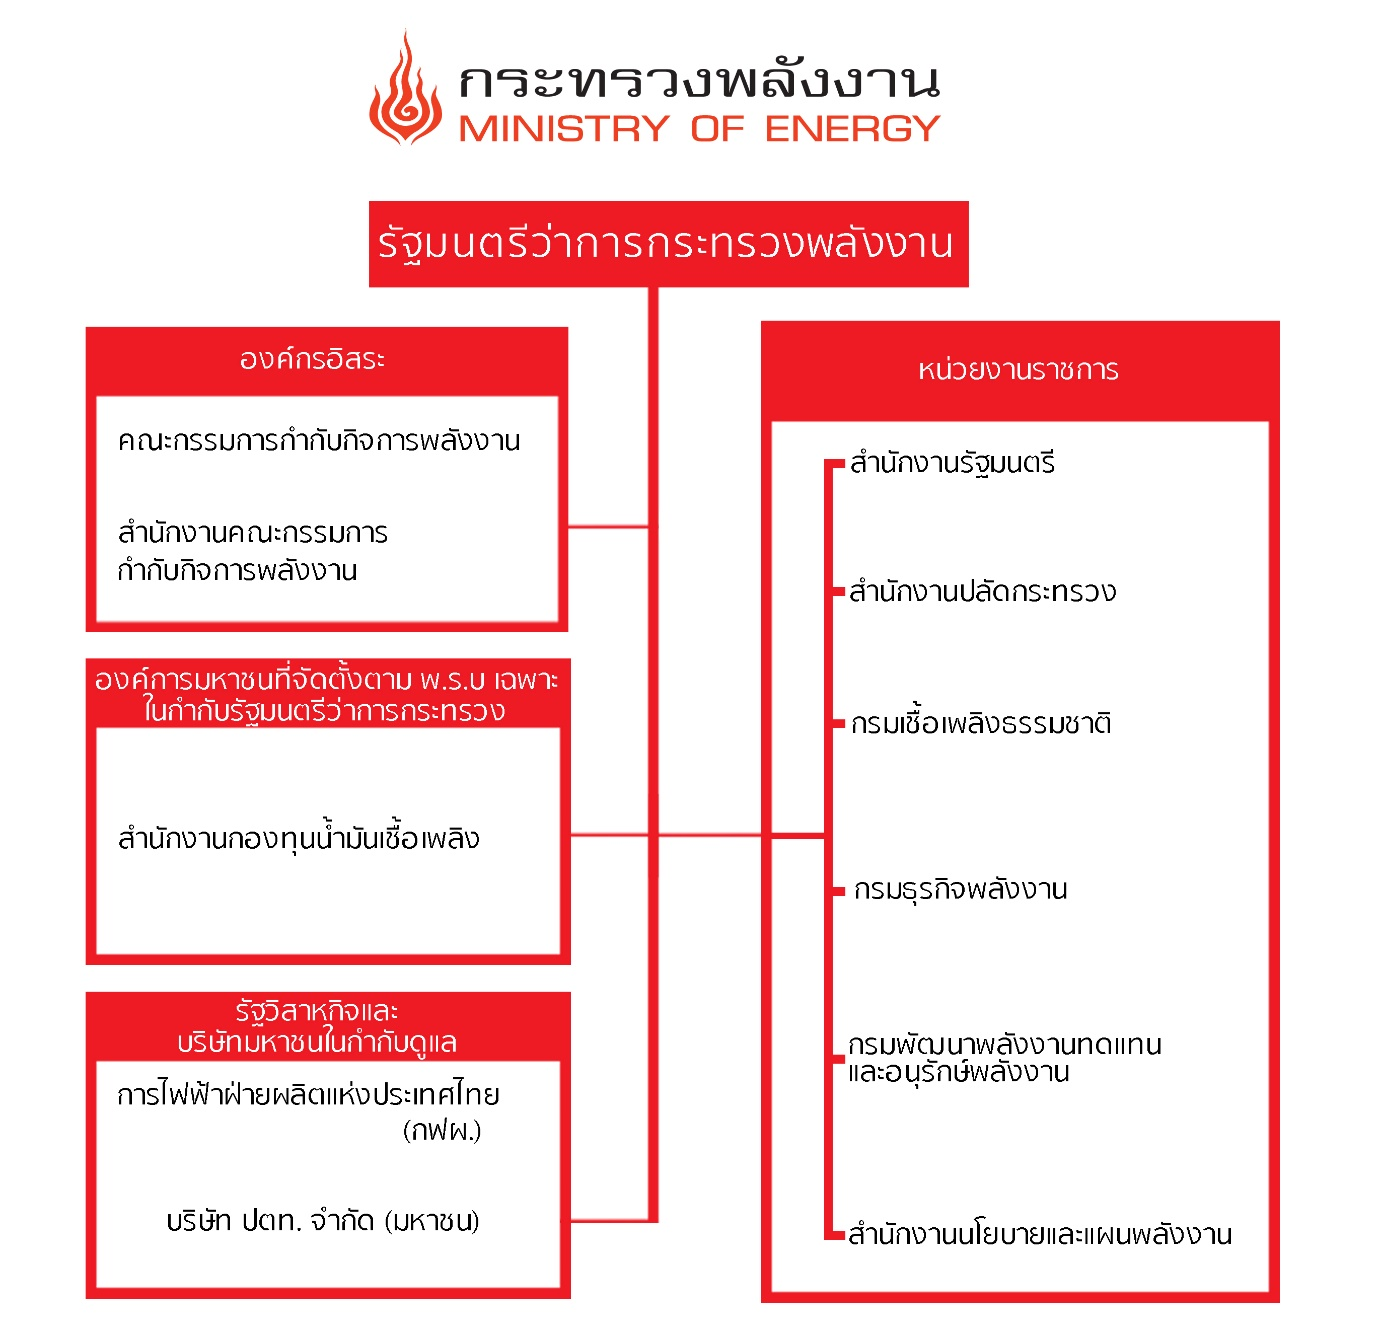 กระทรวงพลังงาน
MINISTRY OF ENERGY
รัฐมนตรีว่าการกระทรวงพลังงาน
องค์กรอิสระ
คณะกรรมการกำกับกิจการพลังงาน
สำนักงานคณะกรรมการ
กำกับกิจการพลังงาน
องค์การมหาชนที่จัดตั้งตาม พ.ร.บ เฉพาะ
ในกำกับรัฐมนตรีว่าการกระทรวง
สำนักงานกองทุนน้ำมันเชื้อเพลิง
รัฐวิสาหกิจและ
บริษัทมหาชนในกำกับดูแล
การไฟฟ้าฝ่ายผลิตแห่งประเทศไทย
(กฟผ.)
บริษัท ปตท. จำกัด (มหาชน)
หน่วยงานราชการ
สำนักงานรัฐมนตรี
สำนักงานปลัดกระทรวง
กรมเชื้อเพลิงธรรมชาติ
กรมธุรกิจพลังงาน
กรมพัฒนาพลังงานทดแทน
และอนุรักษ์พลังงาน
สำนักงานนโยบายและแผนพลังงาน